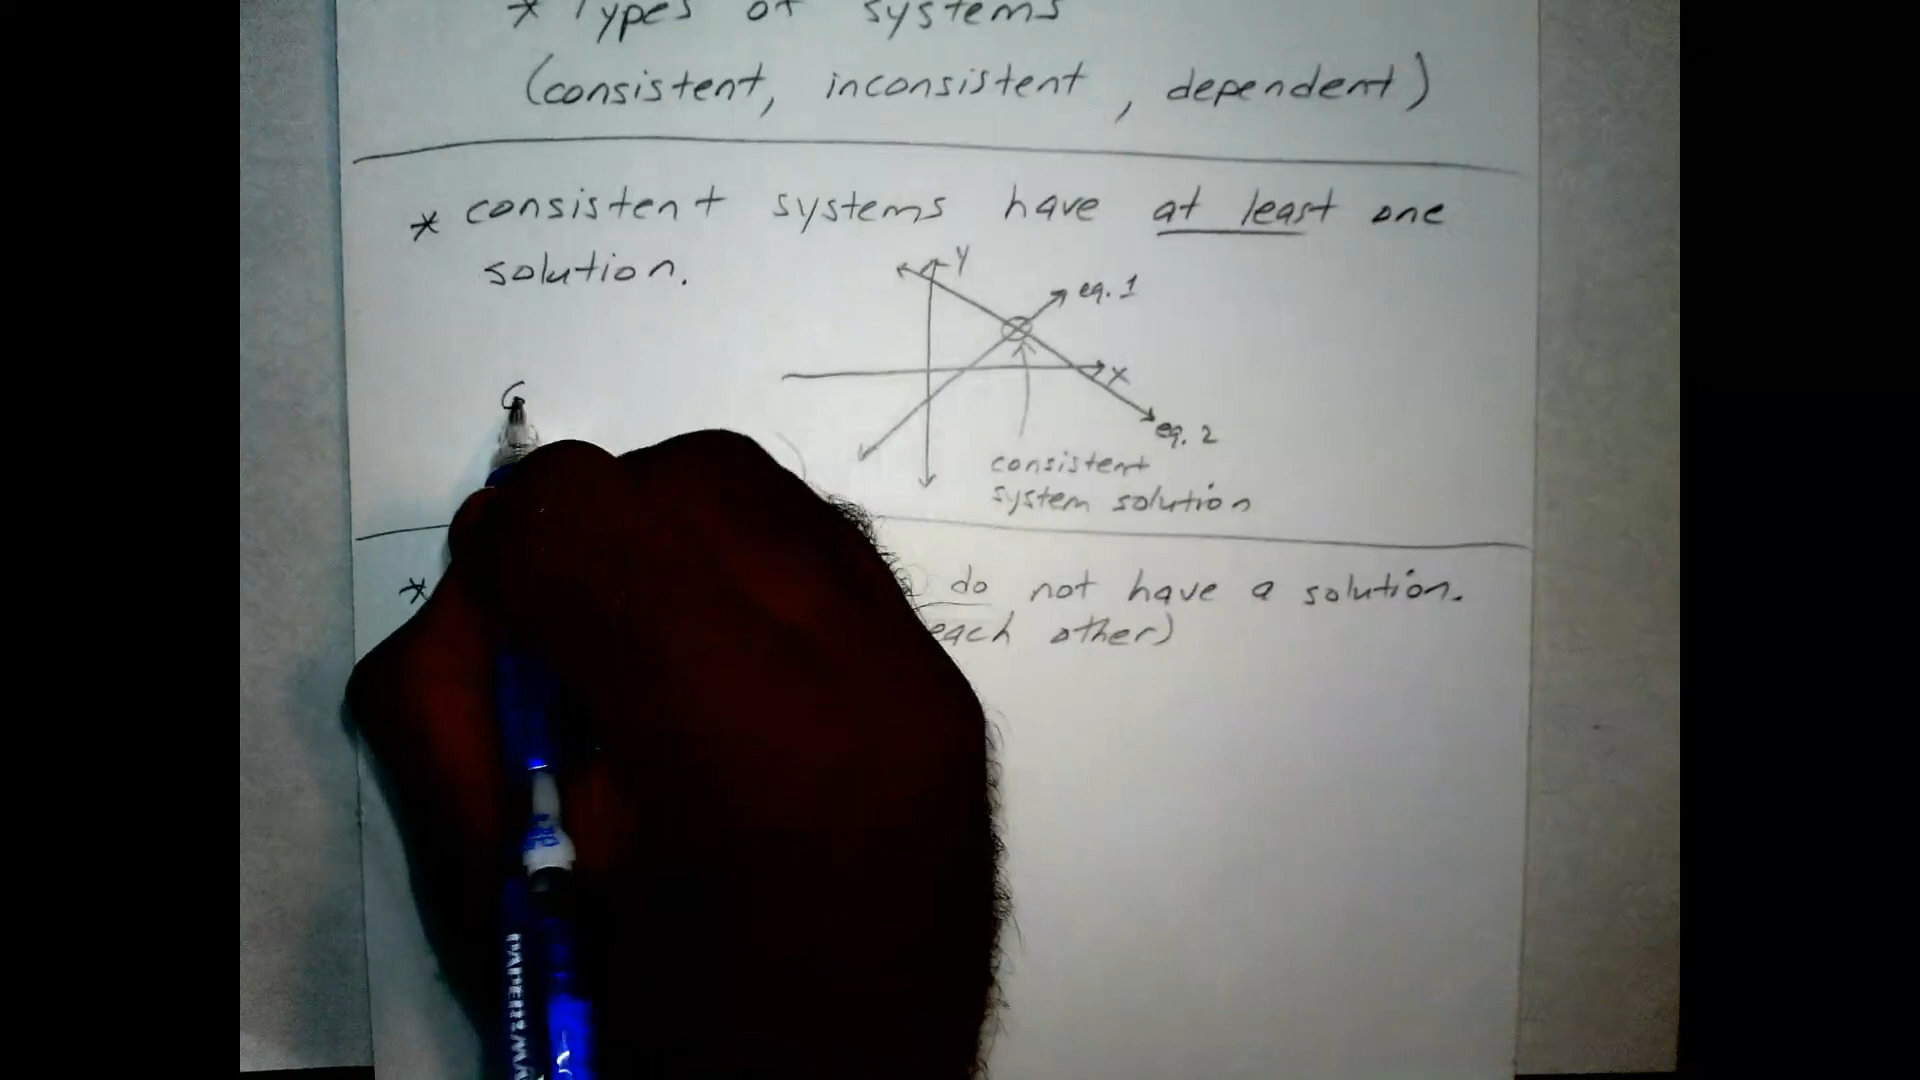 * Types of systems
(consistent, inconsistent, dependent)
* consistent systems have at least one
solution.
y
eq. 1
x
eq. 2
consistent
system solution
* do not have a solution.
each other)
PAPERMA